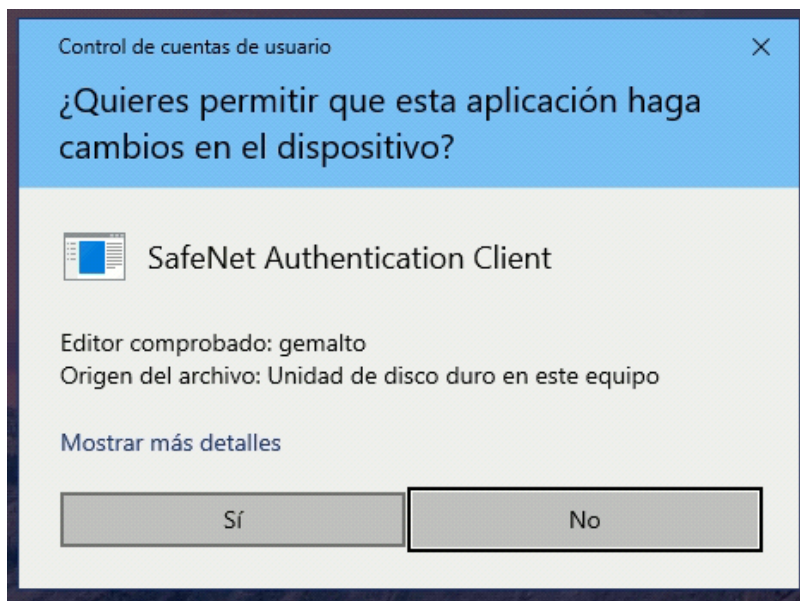 Control de cuentas de usuario
¿Quieres permitir que esta aplicación haga
cambios en el dispositivo?
SafeNet Authentication Client
Editor comprobado: gemalto
Origen del archivo: Unidad de disco duro en este equipo
Mostrar más detalles
Sí
No